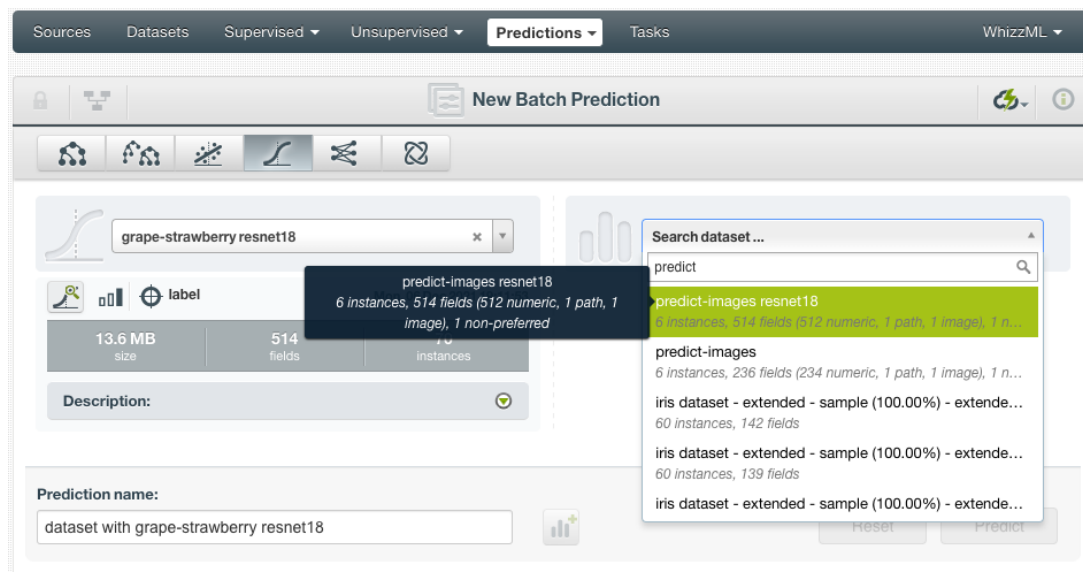 Sources Datasets Supervised Unsupervised Predictions Tasks WhizzML
New Batch Prediction
grape-strawberry resnet18 ×
Search dataset ...
predict
label
predict-images resnet18
6 instances, 514 fields (512 numeric, 1 path, 1
image), 1 non-preferred
13.6 MB
size
514
fields
instances
Description:
predict-images resnet18
6 instances, 514 fields (512 numeric, 1 path, 1 image), 1 n...
predict-images
6 instances, 236 fields (234 numeric, 1 path, 1 image), 1 n...
iris dataset - extended - sample (100.00%) - extende...
60 instances, 142 fields
iris dataset - extended - sample (100.00%) - extende...
60 instances, 139 fields
iris dataset - extended - sample (100.00%) - extende...
Prediction name:
dataset with grape-strawberry resnet18
Reset
Predict